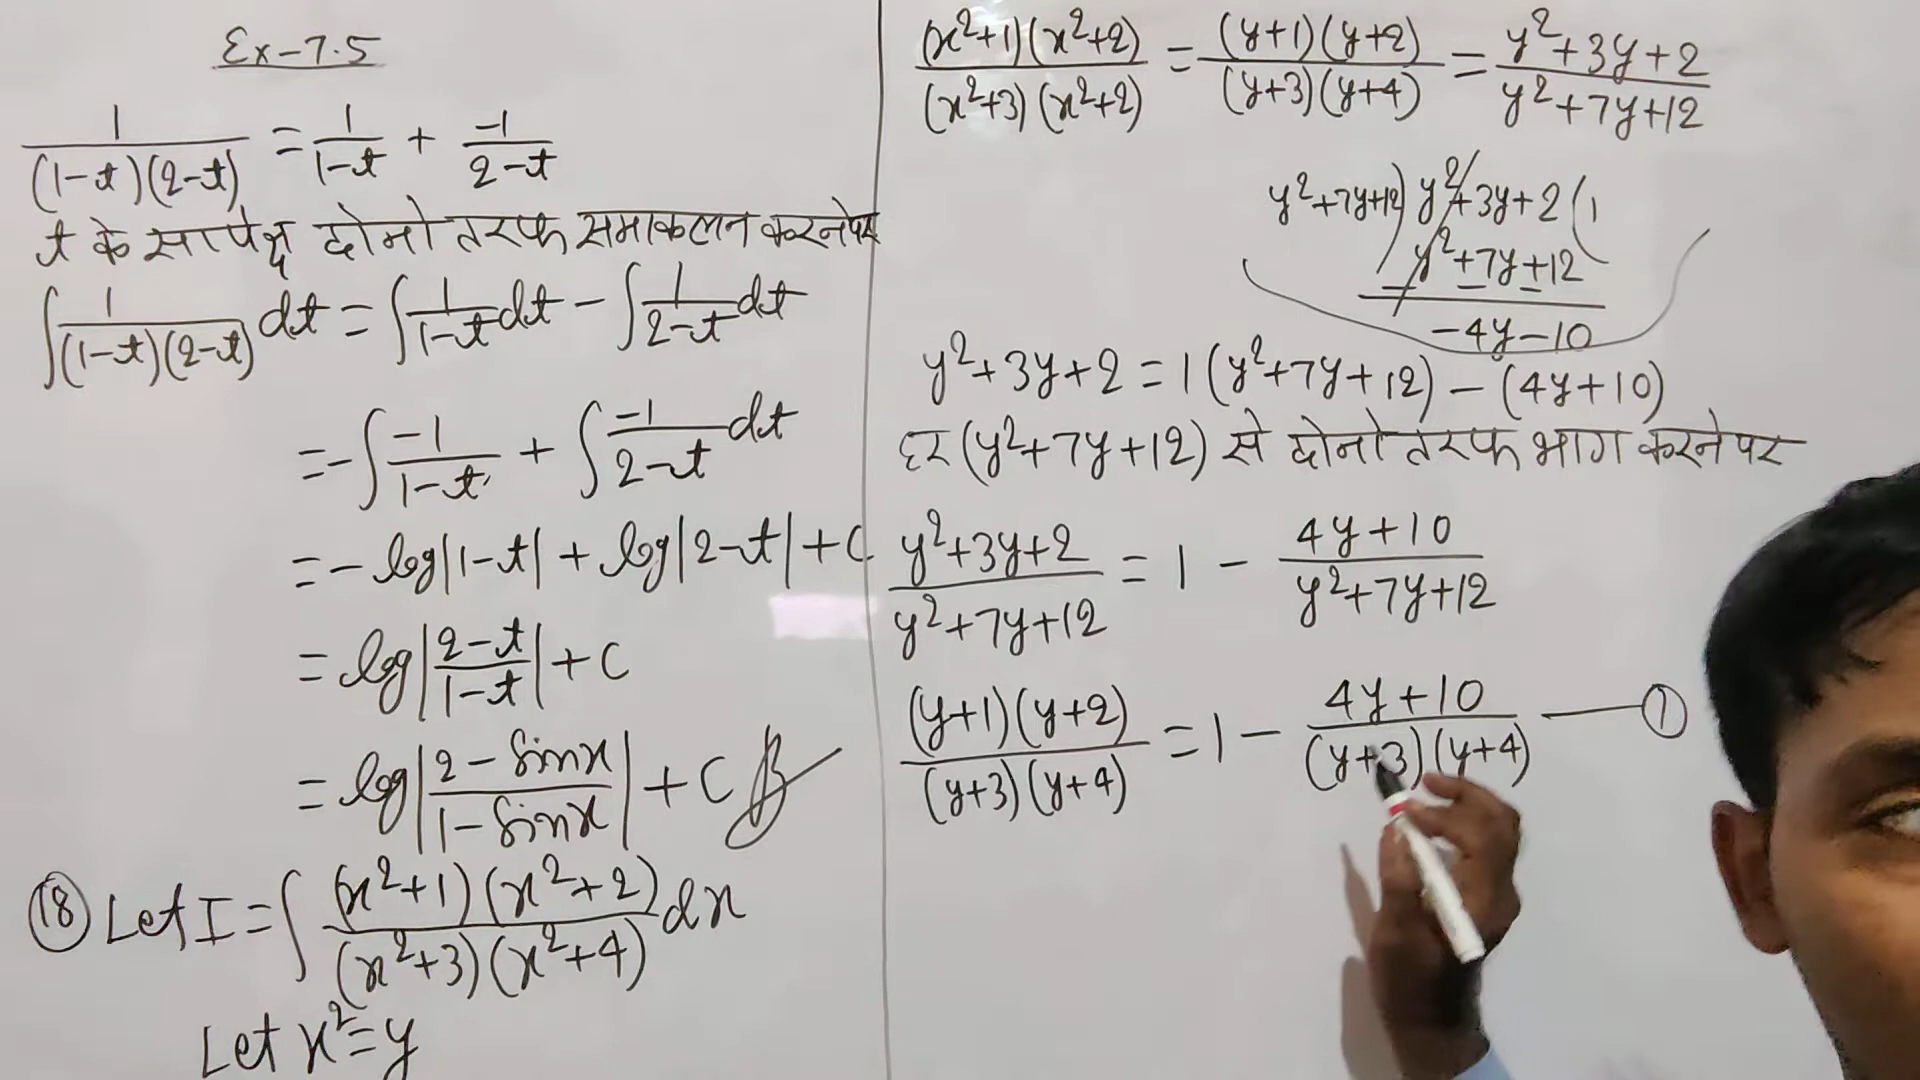 Ex-7.5
1/((1-t)(2-t)) = 1/(1-t) + (-1)/(2-t)
t के सापेक्ष दोनो तरफ समाकलन करनेपर
∫ 1/((1-t)(2-t)) dt = ∫ 1/(1-t) dt - ∫ 1/(2-t) dt
= -∫ (-1)/(1-t) + ∫ (-1)/(2-t) dt
= - log|1-t| + log|2-t| + C
= log|(2-t)/(1-t)| + C
= log|(2 - sinx)/(1 - sinx)| + C
(18) Let I = ∫ ((x²+1)(x²+2))/((x²+3)(x²+4)) dx
Let x² = y
((x²+1)(x²+2))/((x²+3)(x²+2)) = ((y+1)(y+2))/((y+3)(y+4)) = (y²+3y+2)/(y²+7y+12)
y²+7y+12) y²+3y+2 (1
y²+7y+12
- - -
-4y-10
y²+3y+2 = 1(y²+7y+12) - (4y+10)
हर (y²+7y+12) से दोनो तरफ भाग करनेपर
(y²+3y+2)/(y²+7y+12) = 1 - (4y+10)/(y²+7y+12)
((y+1)(y+2))/((y+3)(y+4)) = 1 - (4y+10)/((y+3)(y+4)) — (1)